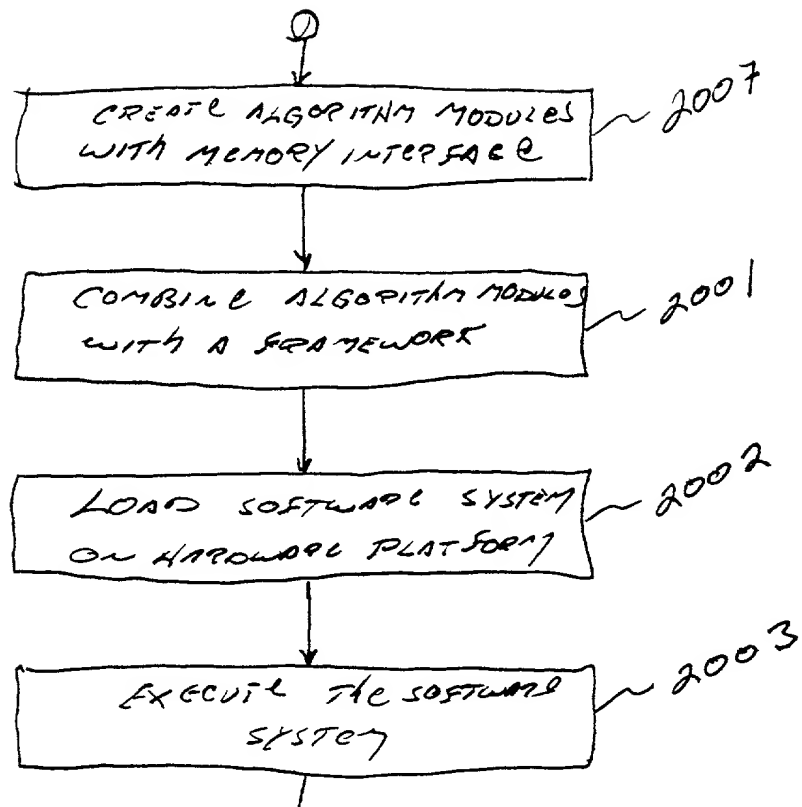 CREATE ALGORITHM MODULES
WITH MEMORY INTERFACE
2007
COMBINE ALGORITHM MODULES
WITH A FRAMEWORK
2001
LOAD SOFTWARE SYSTEM
ON HARDWARE PLATFORM
2002
EXECUTE THE SOFTWARE
SYSTEM
2003